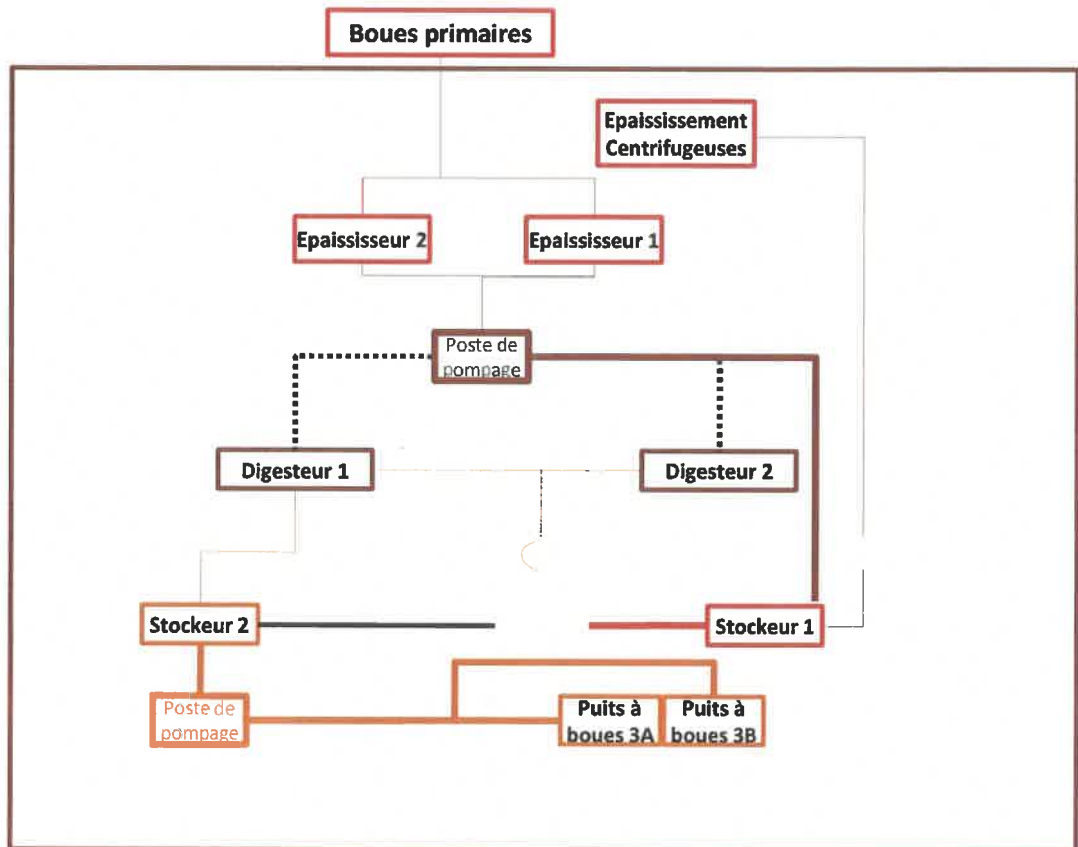 Boues primaires
Epaississement
Centrifugeuses
Epaississeur 2
Epaississeur 1
Poste de
pompage
Digesteur 1
Digesteur 2
Stockeur 2
Stockeur 1
Poste de
pompage
Puits à
boues 3A
Puits à
boues 3B